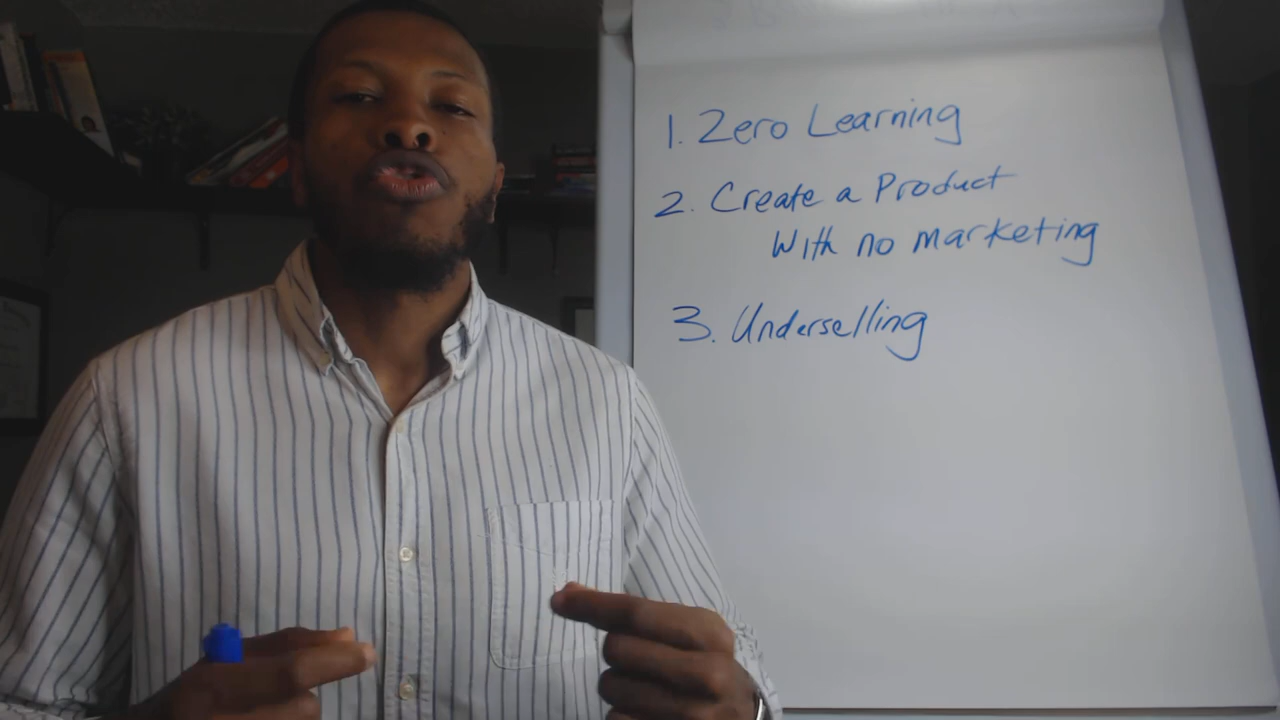 1. Zero Learning
2. Create a Product
With no marketing
3. Underselling